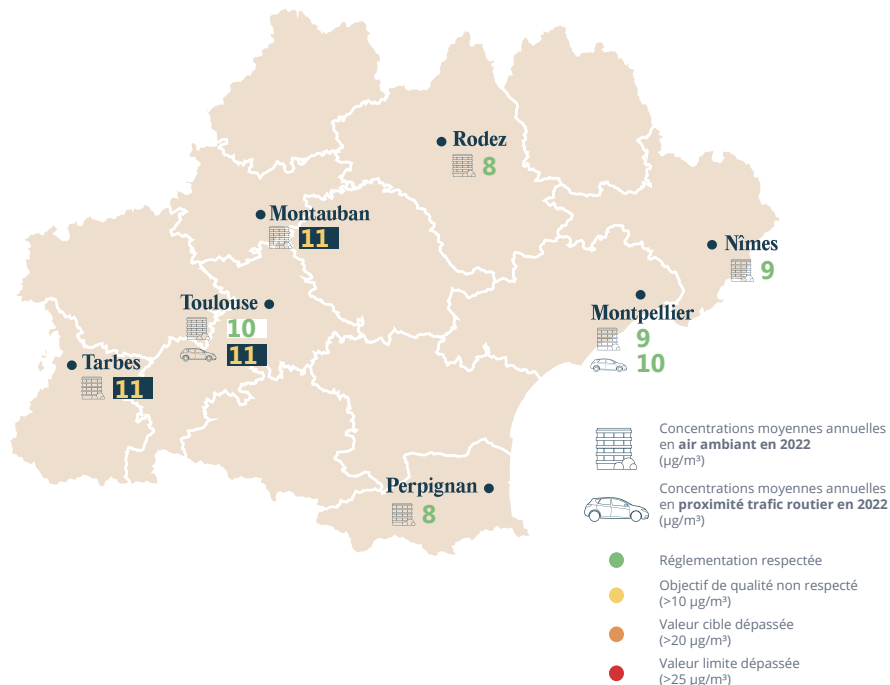 Rodez
8
Montauban
11
Nîmes
9
Toulouse
10
11
Montpellier
9
10
Tarbes
11
Perpignan
8
Concentrations moyennes annuelles
en air ambiant en 2022
(µg/m³)
Concentrations moyennes annuelles
en proximité trafic routier en 2022
(µg/m³)
Réglementation respectée
Objectif de qualité non respecté
(>10 µg/m³)
Valeur cible dépassée
(>20 µg/m³)
Valeur limite dépassée
(>25 µg/m³)